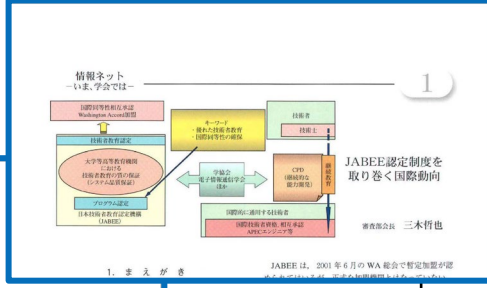 情報ネット
－いま、学会では－
1
国際同等性相互承認
Washington Accord加盟
技術者教育認定
大学等高等教育機関
における
技術者教育の質の保証
(システム品質保証)
プログラム認定
日本技術者教育認定機構
(JABEE)
キーワード
・優れた技術者教育
・国際同等性の確保
学協会
電子情報通信学会
ほか
技術者
技術士
CPD
(継続的な
能力開発)
継続教育
国際的に通用する技術者
国際技術者資格、相互承認
APECエンジニア等
JABEE認定制度を
取り巻く国際動向
審査部会長 三木哲也
1. まえがき
JABEE は、2001 年 6 月の WA 総会で暫定加盟が認